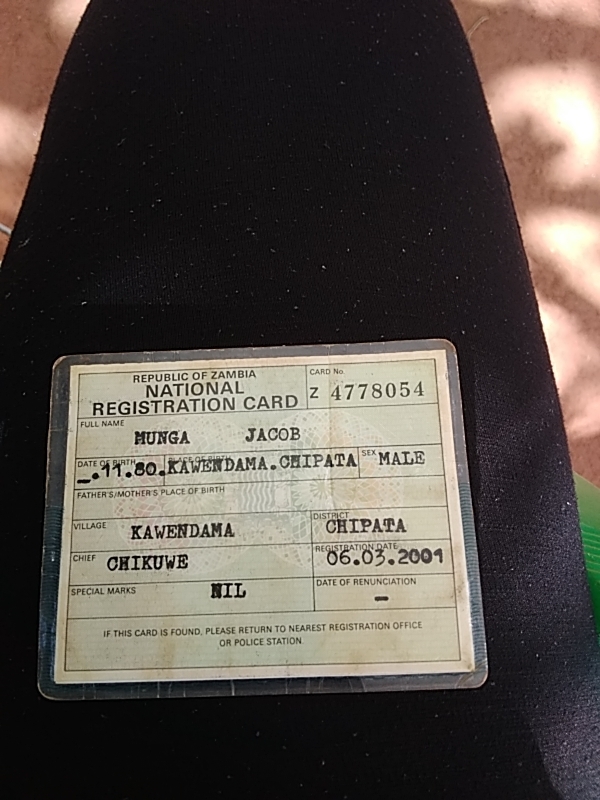 REPUBLIC OF ZAMBIA
NATIONAL
REGISTRATION CARD
CARD No.
Z 4778054
FULL NAME
MUNGA JACOB
DATE OF BIRTH PLACE OF BIRTH SEX
_.11.80. KAWENDAMA.CHIPATA MALE
FATHER'S/MOTHER'S PLACE OF BIRTH
VILLAGE KAWENDAMA
DISTRICT
CHIPATA
CHIEF CHIKUWE
REGISTRATION DATE
06.03.2001
SPECIAL MARKS NIL
DATE OF RENUNCIATION
–
IF THIS CARD IS FOUND, PLEASE RETURN TO NEAREST REGISTRATION OFFICE
OR POLICE STATION.